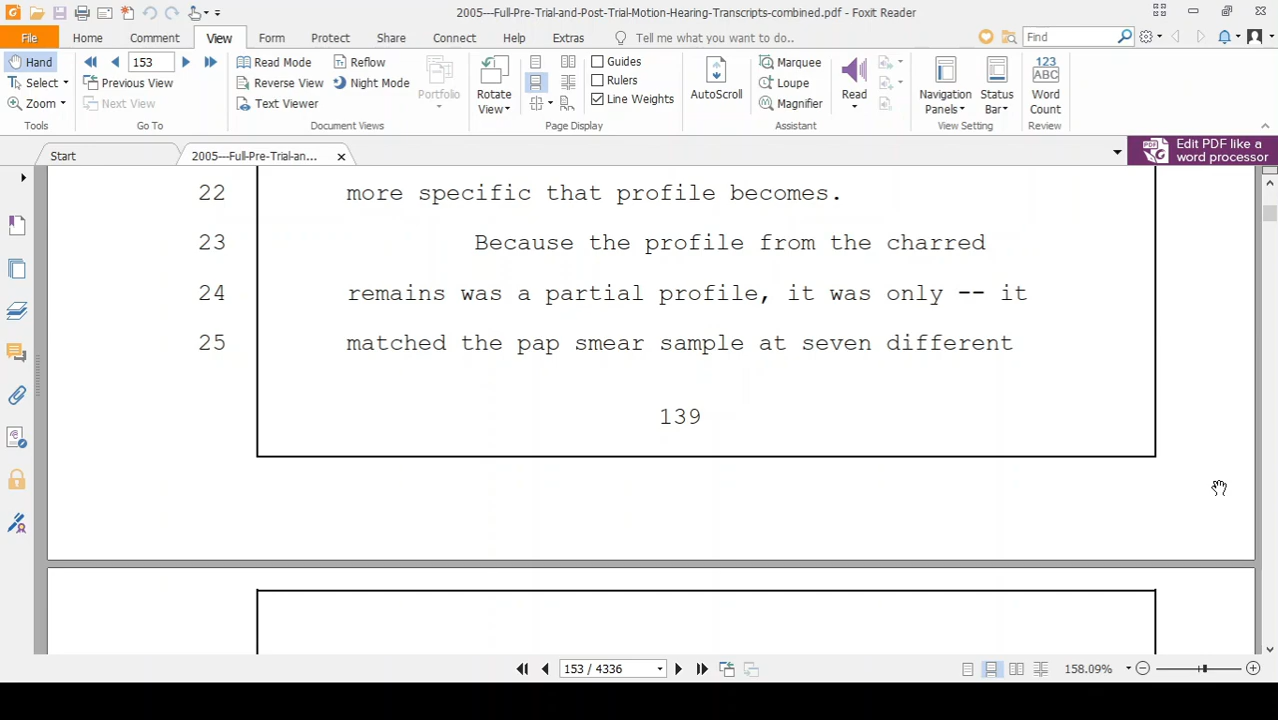 2005---Full-Pre-Trial-and-Post-Trial-Motion-Hearing-Transcripts-combined.pdf - Foxit Reader
File Home Comment View Form Protect Share Connect Help Extras Tell me what you want to do.. Find
Hand
Select
Zoom
Tools
153
Previous View
Next View
Go To
Read Mode
Reverse View
Text Viewer
Reflow
Night Mode
Document Views
Portfolio
Rotate
View
Page Display
Guides
Rulers
Line Weights
AutoScroll
Marquee
Loupe
Magnifier
Read
Assistant
Navigation
Panels
Status
Bar
View Setting
123
ABC
Word
Count
Review
Start
2005---Full-Pre-Trial-an...
Edit PDF like a
word processor
22 more specific that profile becomes.
23 Because the profile from the charred
24 remains was a partial profile, it was only -- it
25 matched the pap smear sample at seven different
139
153 / 4336
158.09%